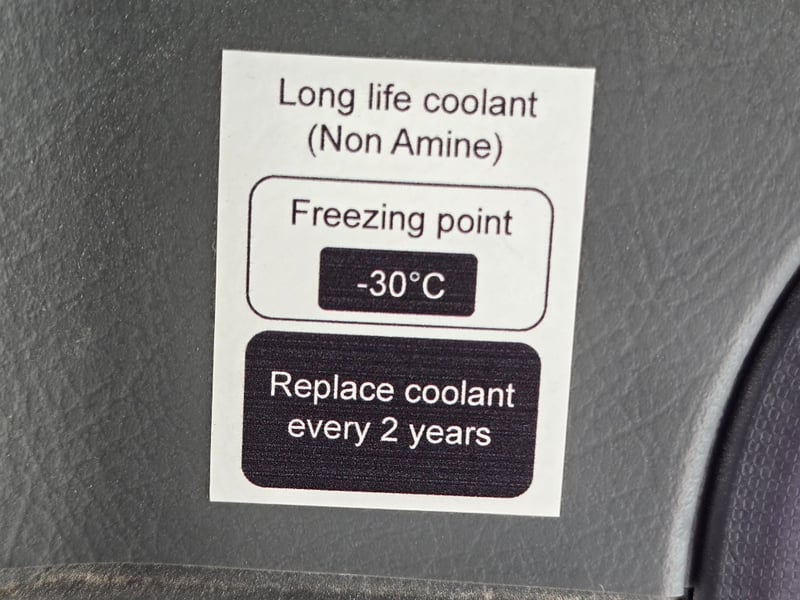 Long life coolant
(Non Amine)
Freezing point
-30°C
Replace coolant
every 2 years